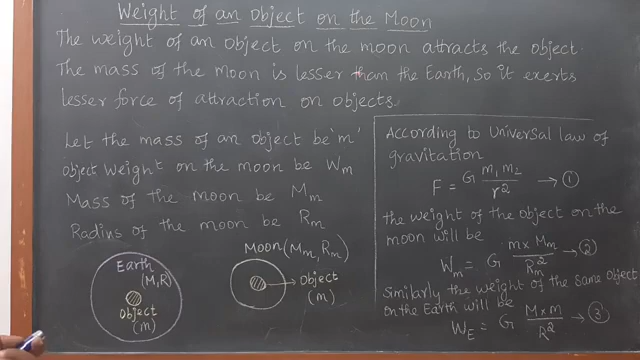 Weight of an Object on the Moon
The weight of an object on the moon attracts the object.
The mass of the moon is lesser than the Earth, so it exerts
lesser force of attraction on objects.
Let the mass of an object be 'm'
object Weight on the moon be Wm
Mass of the moon be Mm
Radius of the moon be Rm
Earth
(M,R)
Object
(m)
Moon (Mm, Rm)
Object
(m)
According to Universal law of
gravitation
F = G m1 m2 / r² → ①
the weight of the object on the
moon will be
Wm = G m × Mm / Rm² → ②
Similarly the weight of the same object
on the Earth will be
WE = G M × m / R² → ③